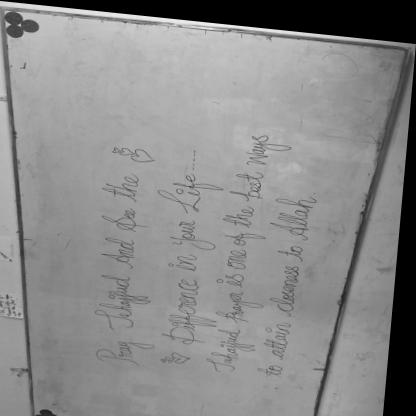 Pray Tahajjud And See the
Difference in your Life.....
Tahajjud Prayer is one of the best ways
to attain closeness to Allah.